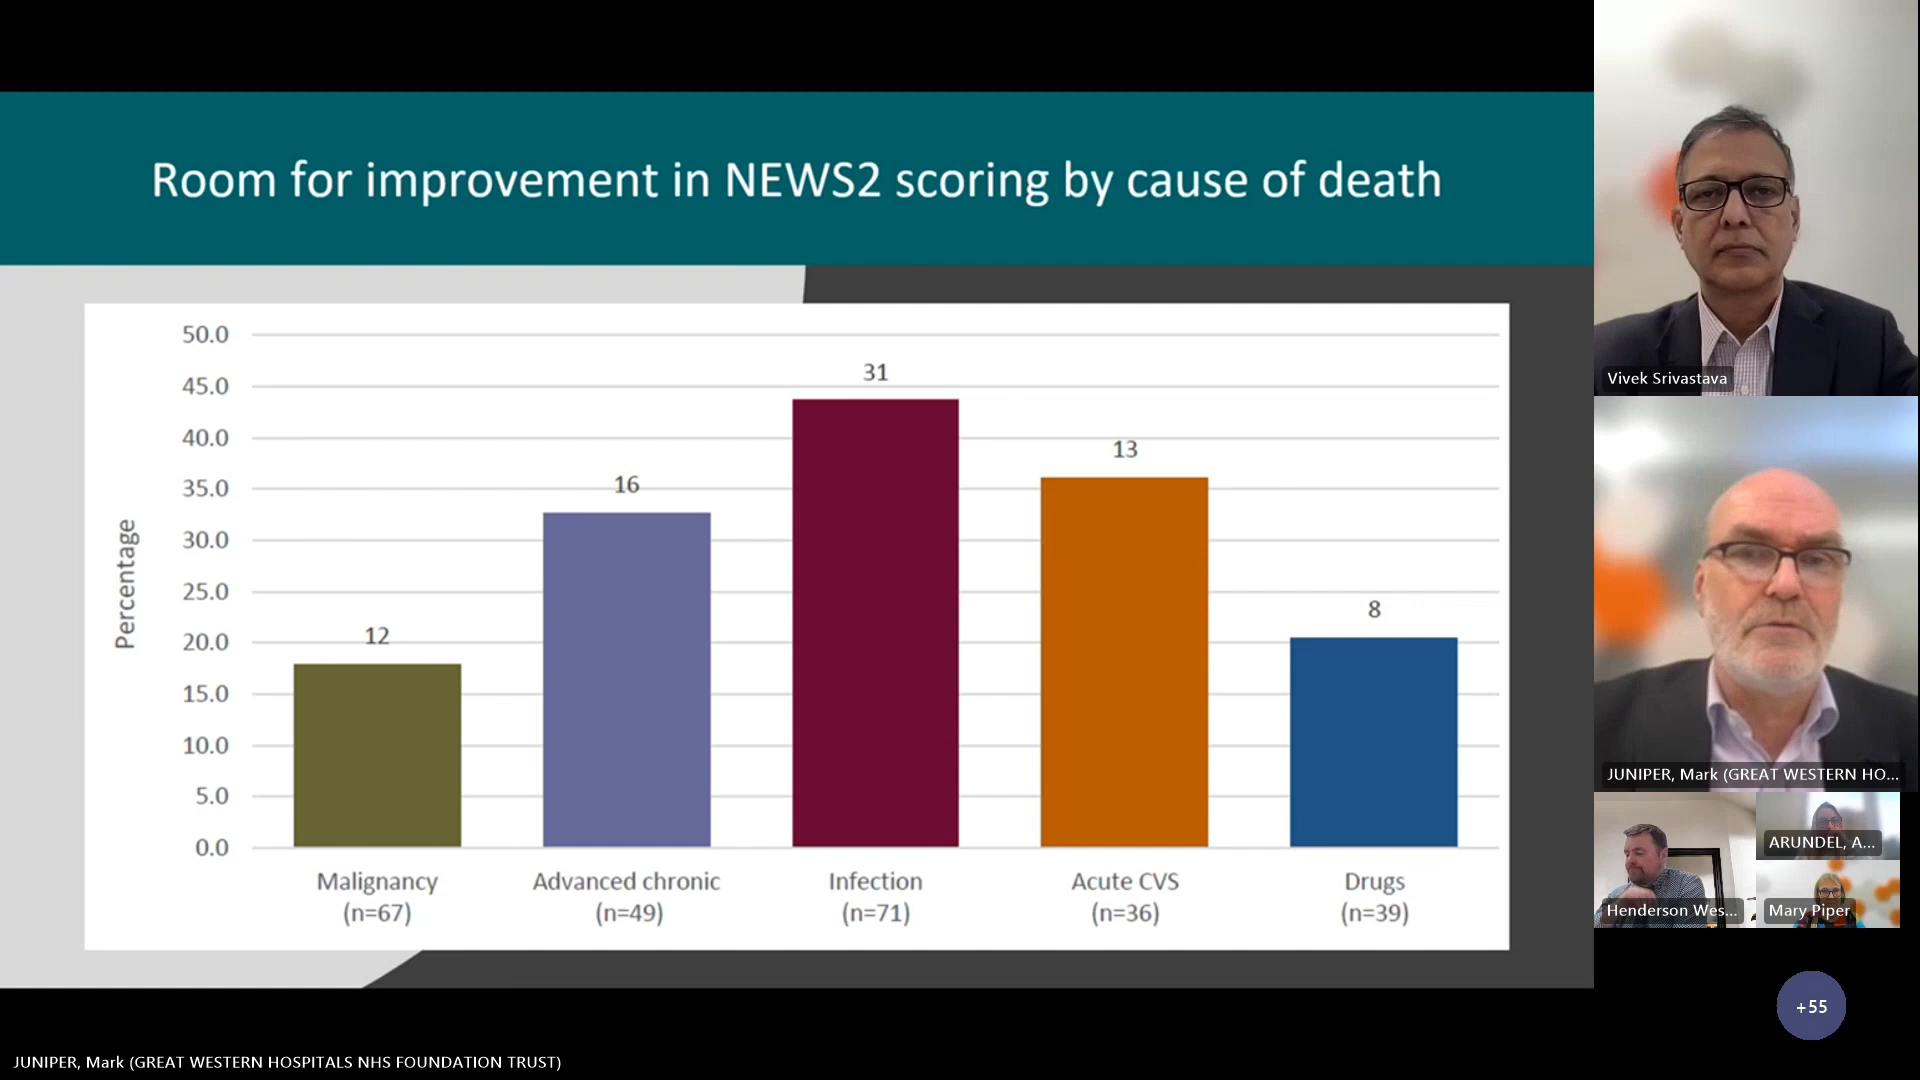 Room for improvement in NEWS2 scoring by cause of death
Percentage
50.0
45.0
40.0
35.0
30.0
25.0
20.0
15.0
10.0
5.0
0.0
12
16
31
13
8
Malignancy
(n=67)
Advanced chronic
(n=49)
Infection
(n=71)
Acute CVS
(n=36)
Drugs
(n=39)
Vivek Srivastava
JUNIPER, Mark (GREAT WESTERN HO...
Henderson Wes...
ARUNDEL, A...
Mary Piper
+55
JUNIPER, Mark (GREAT WESTERN HOSPITALS NHS FOUNDATION TRUST)